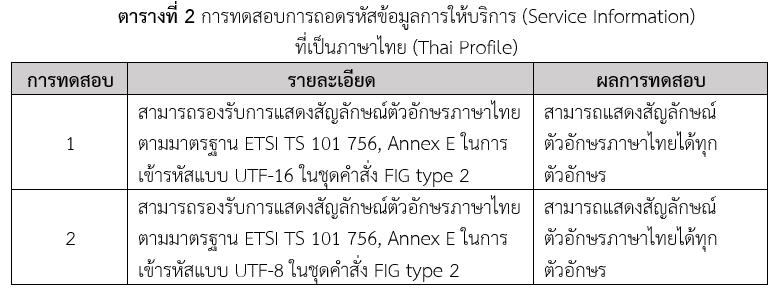 ตารางที่ 2 การทดสอบการถอดรหัสข้อมูลการให้บริการ (Service Information)
ที่เป็นภาษาไทย (Thai Profile)
การทดสอบ รายละเอียด ผลการทดสอบ
1
สามารถรองรับการแสดงสัญลักษณ์ตัวอักษรภาษาไทย
ตามมาตรฐาน ETSI TS 101 756, Annex E ในการ
เข้ารหัสแบบ UTF-16 ในชุดคำสั่ง FIG type 2
สามารถแสดงสัญลักษณ์
ตัวอักษรภาษาไทยได้ทุก
ตัวอักษร
2
สามารถรองรับการแสดงสัญลักษณ์ตัวอักษรภาษาไทย
ตามมาตรฐาน ETSI TS 101 756, Annex E ในการ
เข้ารหัสแบบ UTF-8 ในชุดคำสั่ง FIG type 2
สามารถแสดงสัญลักษณ์
ตัวอักษรภาษาไทยได้ทุก
ตัวอักษร